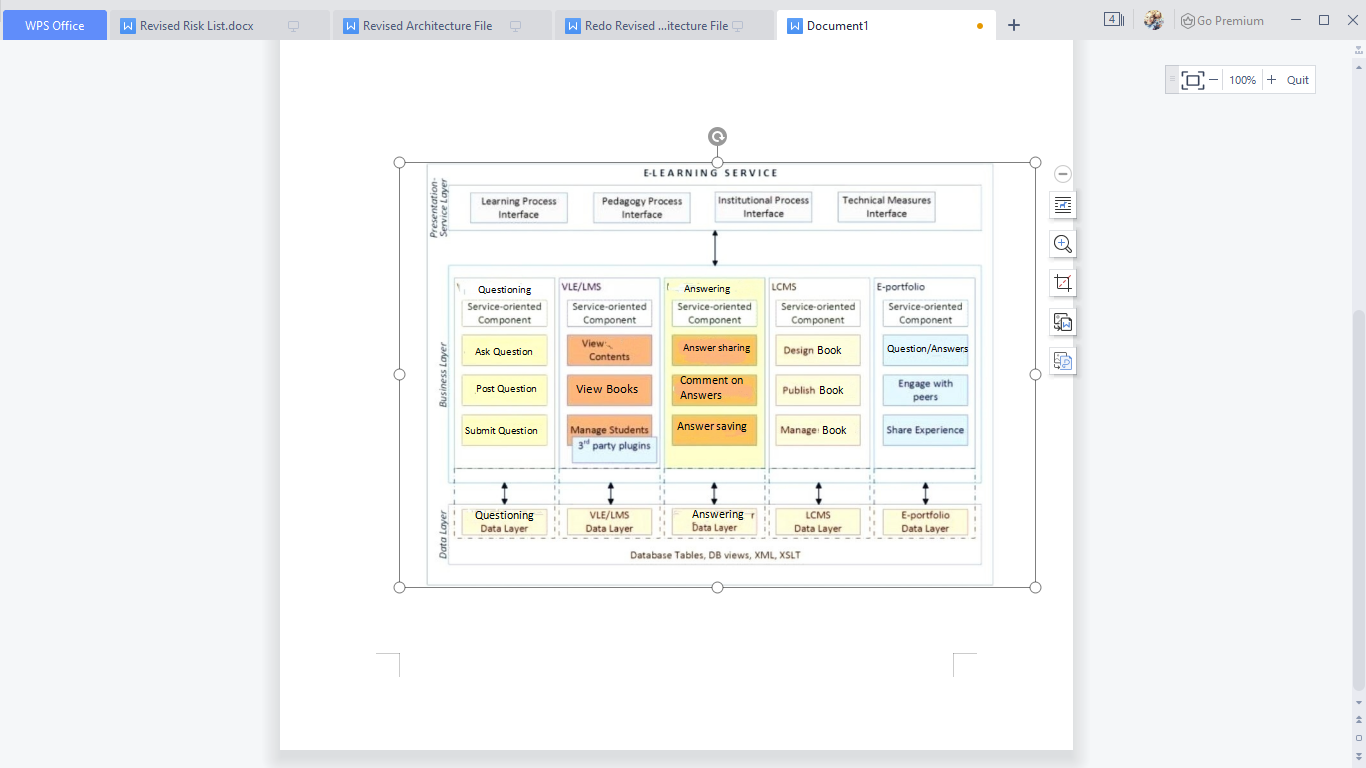 WPS Office
Revised Risk List.docx
Revised Architecture File
Redo Revised ...itecture File
Document1
4
Go Premium
100%
Quit
E-LEARNING SERVICE
Presentation-
Service Layer
Learning Process
Interface
Pedagogy Process
Interface
Institutional Process
Interface
Technical Measures
Interface
Business Layer
Questioning
Service-oriented
Component
Ask Question
Post Question
Submit Question
VLE/LMS
Service-oriented
Component
View
Contents
View Books
Manage Students
3rd party plugins
Answering
Service-oriented
Component
Answer sharing
Comment on
Answers
Answer saving
LCMS
Service-oriented
Component
Design Book
Publish Book
Manage Book
E-portfolio
Service-oriented
Component
Question/Answers
Engage with
peers
Share Experience
Data Layer
Questioning
Data Layer
VLE/LMS
Data Layer
Answering
Data Layer
LCMS
Data Layer
E-portfolio
Data Layer
Database Tables, DB views, XML, XSLT